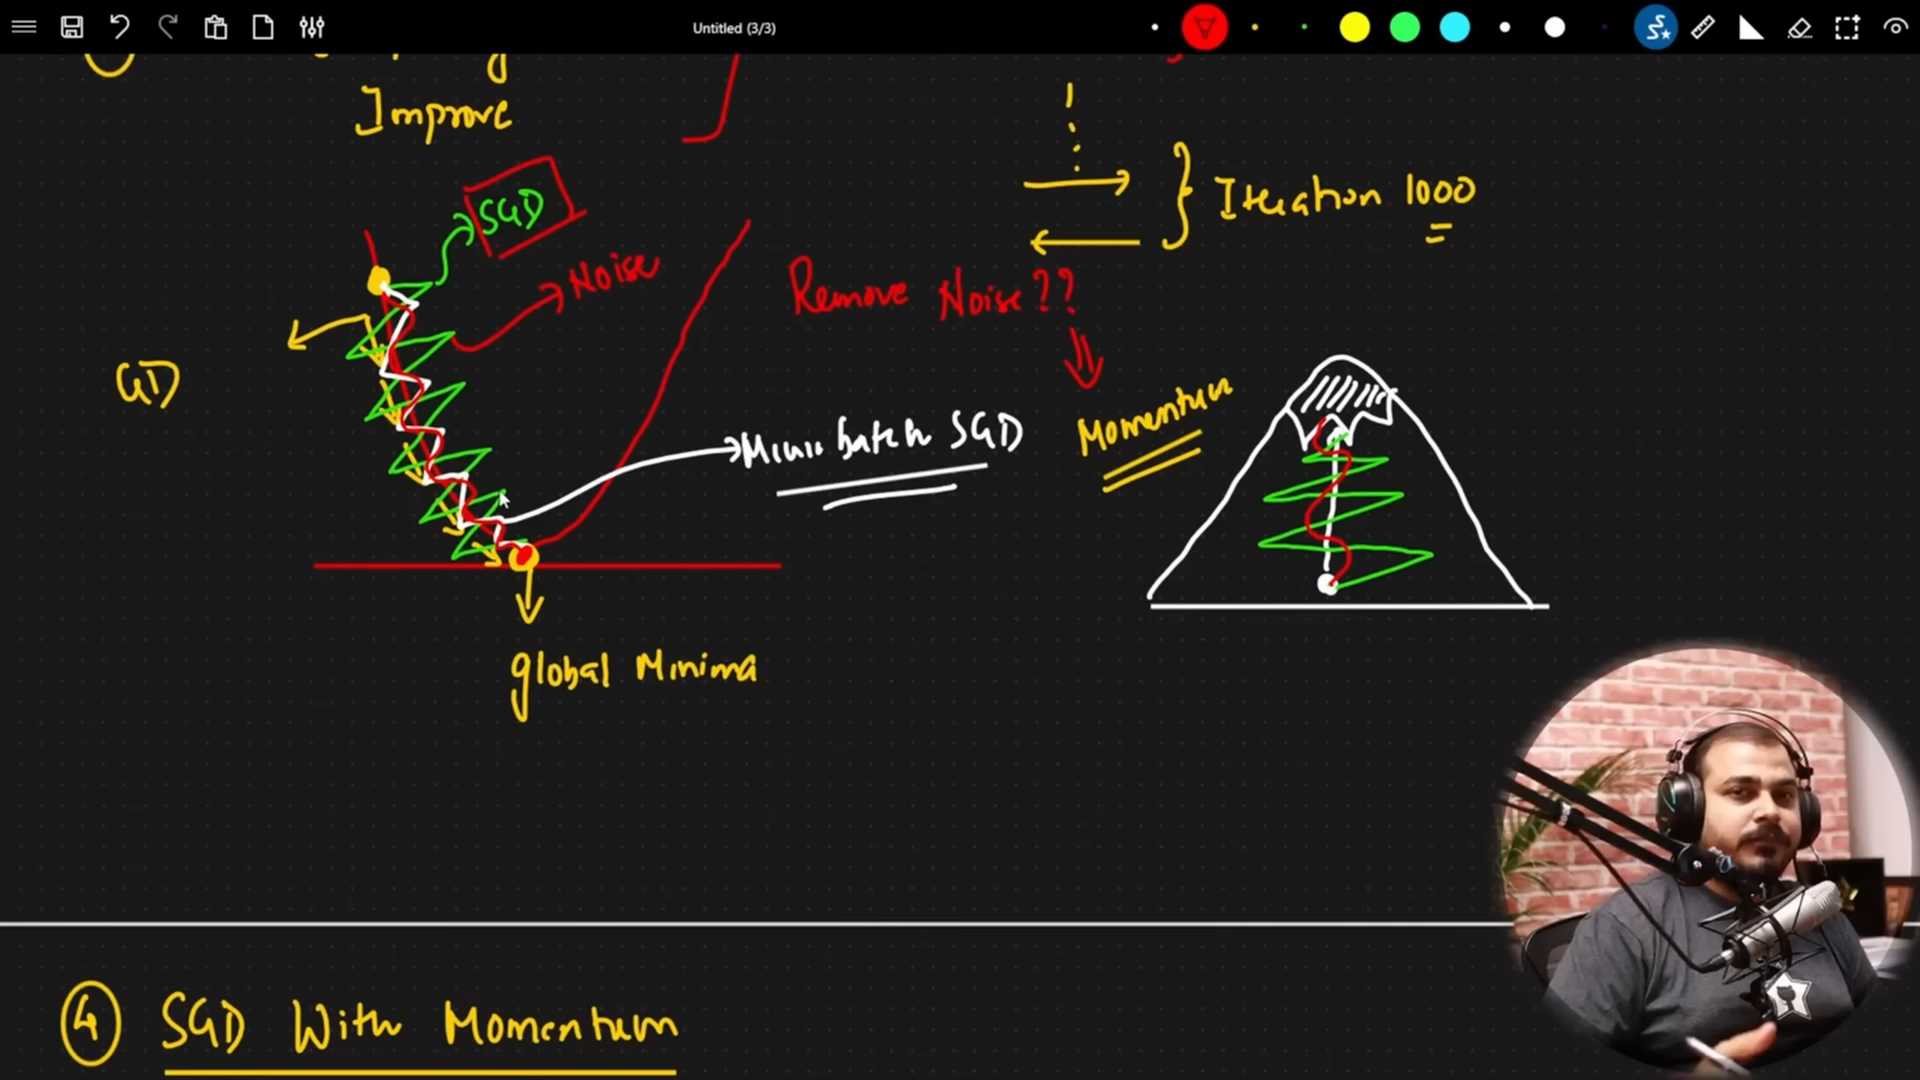 Untitled (3/3)
Improve
SGD
Noise
Iteration 1000
Remove Noise??
GD
Mini batch SGD
Momentum
global Minima
4 SGD With Momentum